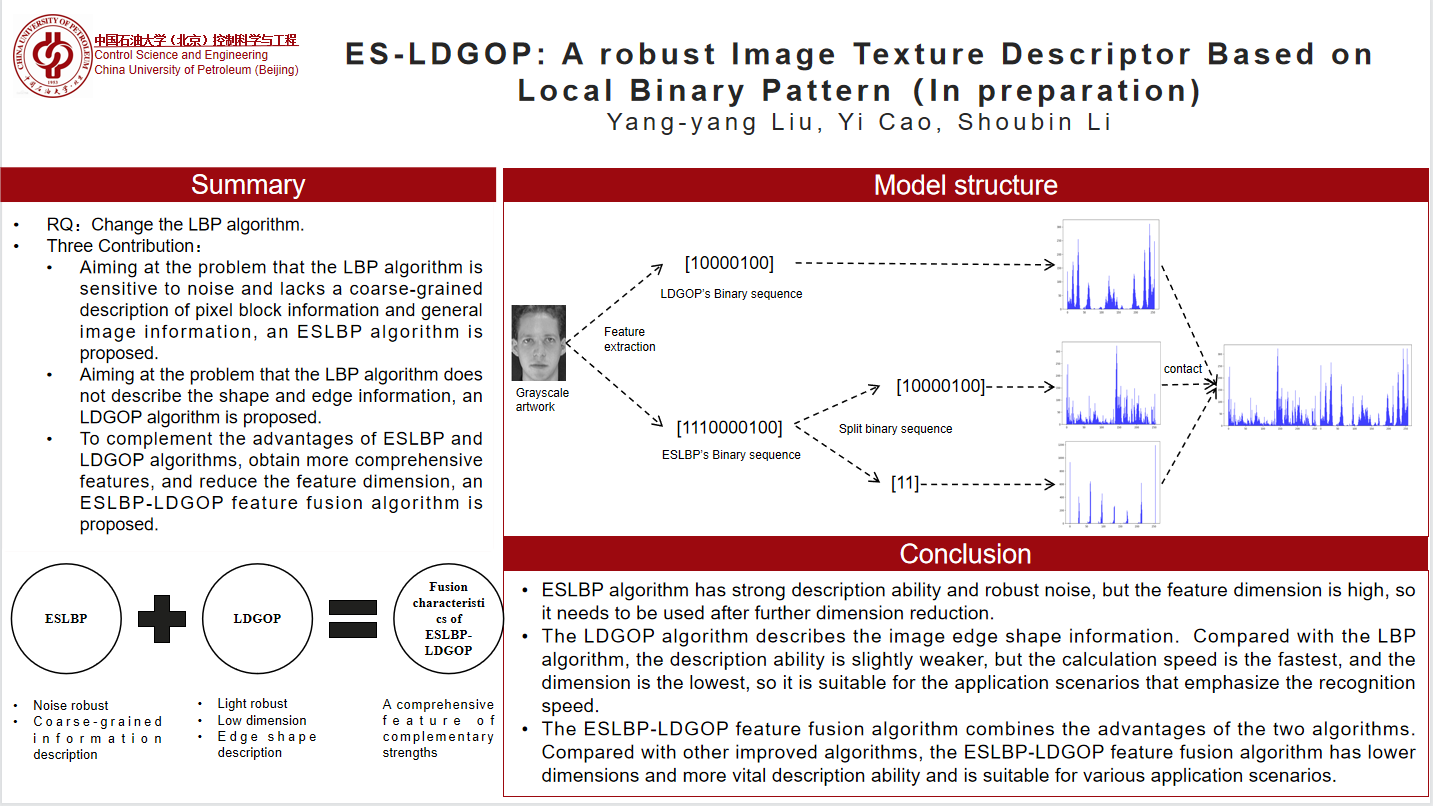 中国石油大学（北京）控制科学与工程
Control Science and Engineering
China University of Petroleum (Beijing)
CHINA UNIVERSITY OF PETROLEUM
1953
ES-LDGOP: A robust Image Texture Descriptor Based on
Local Binary Pattern (In preparation)
Yang-yang Liu, Yi Cao, Shoubin Li
Summary
• RQ：Change the LBP algorithm.
• Three Contribution：
• Aiming at the problem that the LBP algorithm is
sensitive to noise and lacks a coarse-grained
description of pixel block information and general
image information, an ESLBP algorithm is
proposed.
• Aiming at the problem that the LBP algorithm does
not describe the shape and edge information, an
LDGOP algorithm is proposed.
• To complement the advantages of ESLBP and
LDGOP algorithms, obtain more comprehensive
features, and reduce the feature dimension, an
ESLBP-LDGOP feature fusion algorithm is
proposed.
ESLBP
LDGOP
Fusion
characteristi
cs of
ESLBP-
LDGOP
• Noise robust
• Coarse-grained
information
description
• Light robust
• Low dimension
• Edge shape
description
A comprehensive
feature of
complementary
strengths
Model structure
Grayscale
artwork
Feature
extraction
[10000100]
LDGOP's Binary sequence
[1110000100]
ESLBP's Binary sequence
[10000100]
Split binary sequence
[11]
contact
Conclusion
• ESLBP algorithm has strong description ability and robust noise, but the feature dimension is high, so
it needs to be used after further dimension reduction.
• The LDGOP algorithm describes the image edge shape information. Compared with the LBP
algorithm, the description ability is slightly weaker, but the calculation speed is the fastest, and the
dimension is the lowest, so it is suitable for the application scenarios that emphasize the recognition
speed.
• The ESLBP-LDGOP feature fusion algorithm combines the advantages of the two algorithms.
Compared with other improved algorithms, the ESLBP-LDGOP feature fusion algorithm has lower
dimensions and more vital description ability and is suitable for various application scenarios.